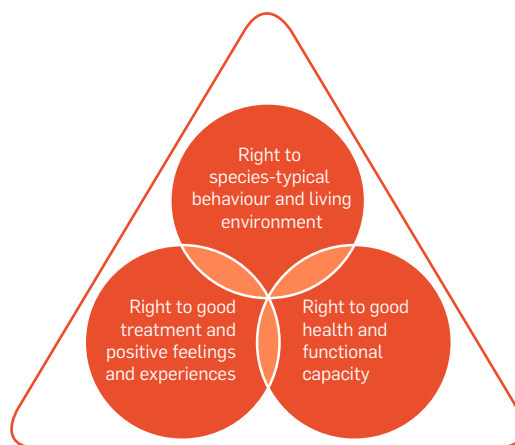 Right to
species-typical
behaviour and living
environment
Right to good
treatment and
positive feelings
and experiences
Right to good
health and
functional
capacity